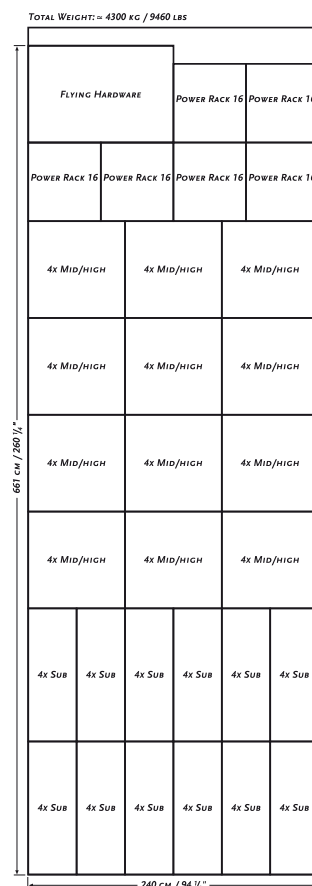 Total Weight: ≈ 4300 kg / 9460 lbs
Flying Hardware
Power Rack 16 Power Rack 16
Power Rack 16 Power Rack 16 Power Rack 16 Power Rack 16
4x Mid/high 4x Mid/high 4x Mid/high
4x Mid/high 4x Mid/high 4x Mid/high
4x Mid/high 4x Mid/high 4x Mid/high
661 cm / 260 1/4"
4x Mid/high 4x Mid/high 4x Mid/high
4x Sub 4x Sub 4x Sub 4x Sub 4x Sub 4x Sub
4x Sub 4x Sub 4x Sub 4x Sub 4x Sub 4x Sub
240 cm / 94